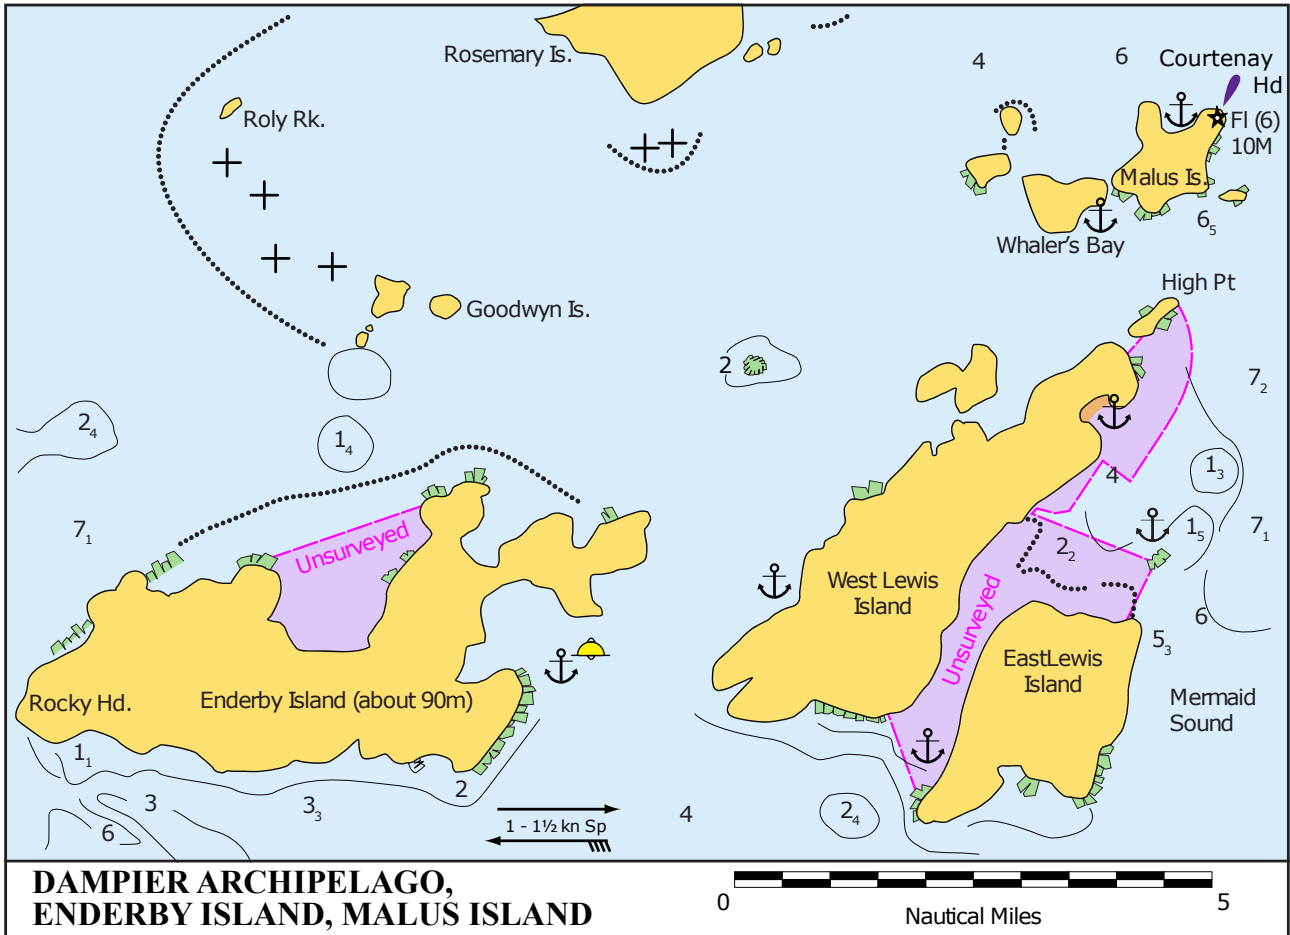 Rosemary Is.
4
6
Courtenay
Hd
Roly Rk.
Fl (6)
10M
Malus Is.
6₅
Whaler's Bay
High Pt
Goodwyn Is.
2
7₂
2₄
1₄
1₃
4
7₁
Unsurveyed
2₂
1₅
7₁
West Lewis
Island
Unsurveyed
6
5₃
EastLewis
Island
Rocky Hd.
Enderby Island (about 90m)
Mermaid
Sound
1₁
3
3₃
2
6
4
2₄
1 - 1½ kn Sp
DAMPIER ARCHIPELAGO,
ENDERBY ISLAND, MALUS ISLAND
0
5
Nautical Miles